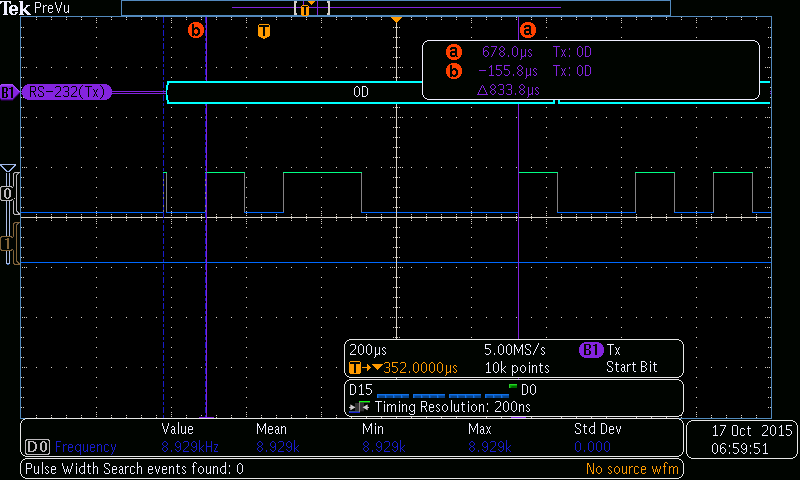 Tek PreVu
[ T ]
b T a
a 678.0µs Tx: 0D
b −155.8µs Tx: 0D
△833.8µs
B1 RS-232(Tx) 0D
0
1
200µs 5.00MS/s B1 Tx
T→▼352.0000µs 10k points Start Bit
D15 D0
Timing Resolution: 200ns
Value Mean Min Max Std Dev
D0 Frequency 8.929kHz 8.929k 8.929k 8.929k 0.000
17 Oct 2015
06:59:51
Pulse Width Search events found: 0 No source wfm